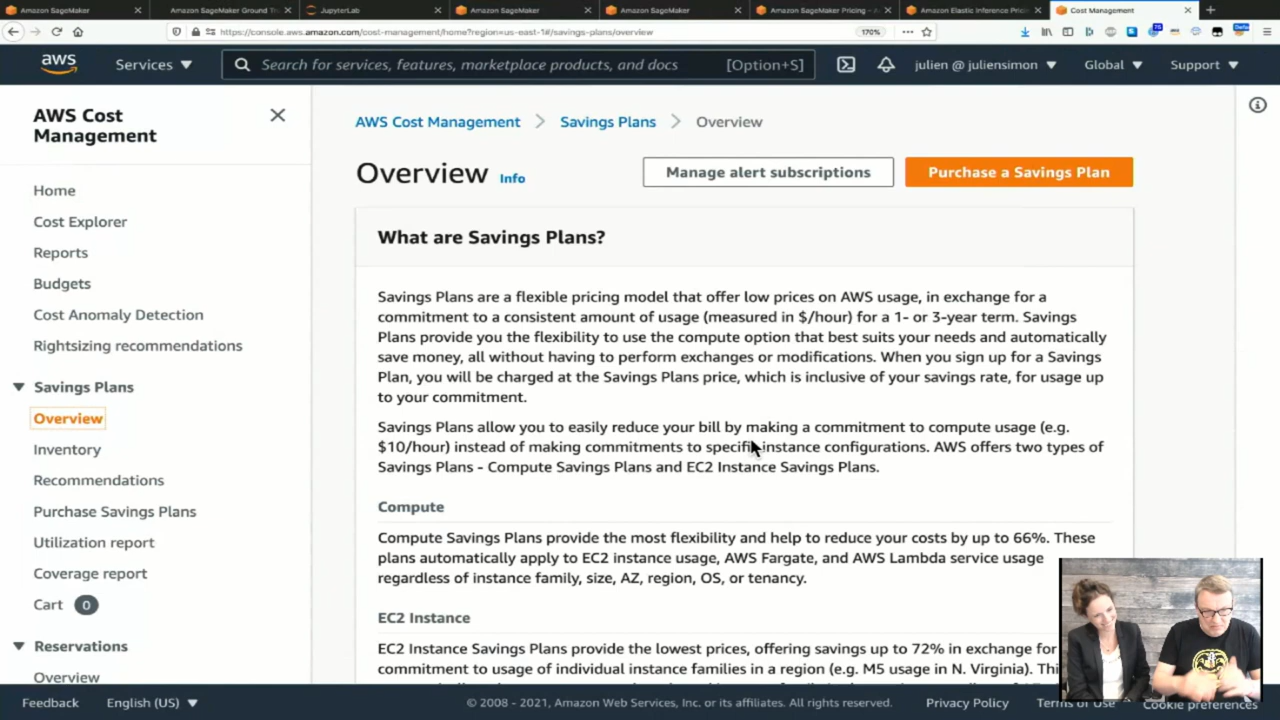 Amazon SageMaker
Amazon SageMaker Ground Th
JupyterLab
Amazon SageMaker
Amazon SageMaker
Amazon SageMaker Pricing – A
Amazon Elastic Inference Prici
Cost Management
https://console.aws.amazon.com/cost-management/home?region=us-east-1#/savings-plans/overview
170%
aws
Services
Search for services, features, marketplace products, and docs
[Option+S]
julien @ juliensimon
Global
Support
AWS Cost
Management
Home
Cost Explorer
Reports
Budgets
Cost Anomaly Detection
Rightsizing recommendations
Savings Plans
Overview
Inventory
Recommendations
Purchase Savings Plans
Utilization report
Coverage report
Cart 0
Reservations
Overview
AWS Cost Management > Savings Plans > Overview
Overview Info
Manage alert subscriptions
Purchase a Savings Plan
What are Savings Plans?
Savings Plans are a flexible pricing model that offer low prices on AWS usage, in exchange for a
commitment to a consistent amount of usage (measured in $/hour) for a 1- or 3-year term. Savings
Plans provide you the flexibility to use the compute option that best suits your needs and automatically
save money, all without having to perform exchanges or modifications. When you sign up for a Savings
Plan, you will be charged at the Savings Plans price, which is inclusive of your savings rate, for usage up
to your commitment.
Savings Plans allow you to easily reduce your bill by making a commitment to compute usage (e.g.
$10/hour) instead of making commitments to specific instance configurations. AWS offers two types of
Savings Plans - Compute Savings Plans and EC2 Instance Savings Plans.
Compute
Compute Savings Plans provide the most flexibility and help to reduce your costs by up to 66%. These
plans automatically apply to EC2 instance usage, AWS Fargate, and AWS Lambda service usage
regardless of instance family, size, AZ, region, OS, or tenancy.
EC2 Instance
EC2 Instance Savings Plans provide the lowest prices, offering savings up to 72% in exchange for
commitment to usage of individual instance families in a region (e.g. M5 usage in N. Virginia). Thi
Feedback
English (US)
© 2008 - 2021, Amazon Web Services, Inc. or its affiliates. All rights reserved.
Privacy Policy
Terms of Use
Cookie preferences